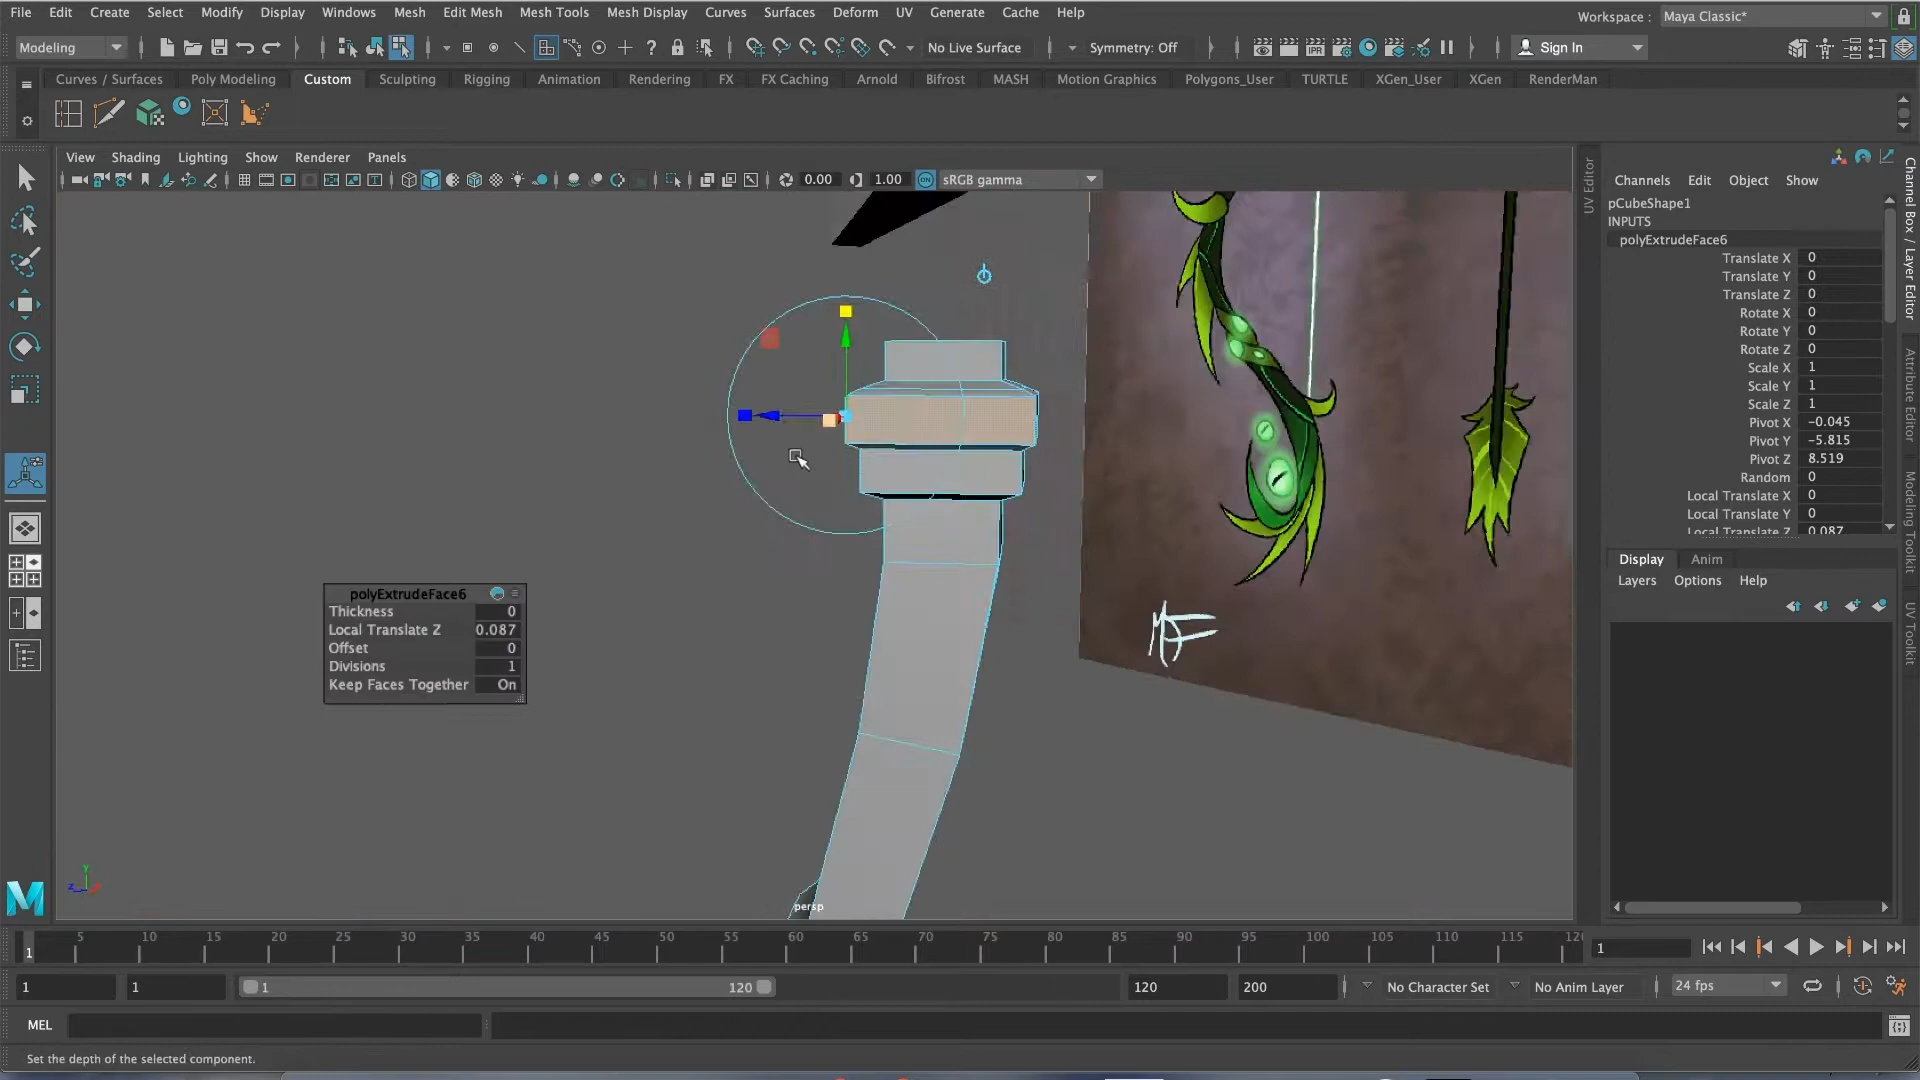 File Edit Create Select Modify Display Windows Mesh Edit Mesh Mesh Tools Mesh Display Curves Surfaces Deform UV Generate Cache Help
Workspace : Maya Classic*
Modeling No Live Surface Symmetry: Off IPR Sign In
Curves / Surfaces Poly Modeling Custom Sculpting Rigging Animation Rendering FX FX Caching Arnold Bifrost MASH Motion Graphics Polygons_User TURTLE XGen_User XGen RenderMan
View Shading Lighting Show Renderer Panels
0.00 1.00 ON sRGB gamma
UV Editor
Channels Edit Object Show
pCubeShape1
INPUTS
polyExtrudeFace6
Translate X 0
Translate Y 0
Translate Z 0
Rotate X 0
Rotate Y 0
Rotate Z 0
Scale X 1
Scale Y 1
Scale Z 1
Pivot X -0.045
Pivot Y -5.815
Pivot Z 8.519
Random 0
Local Translate X 0
Local Translate Y 0
Local Translate Z 0.087
Channel Box / Layer Editor
Attribute Editor
Modeling Toolkit
UV Toolkit
Display Anim
Layers Options Help
polyExtrudeFace6
Thickness 0
Local Translate Z 0.087
Offset 0
Divisions 1
Keep Faces Together On
Y
Z
persp
M
1 5 10 15 20 25 30 35 40 45 50 55 60 65 70 75 80 85 90 95 100 105 110 115 12
1
1 1 1 120 120 200 No Character Set No Anim Layer 24 fps
MEL
Set the depth of the selected component.